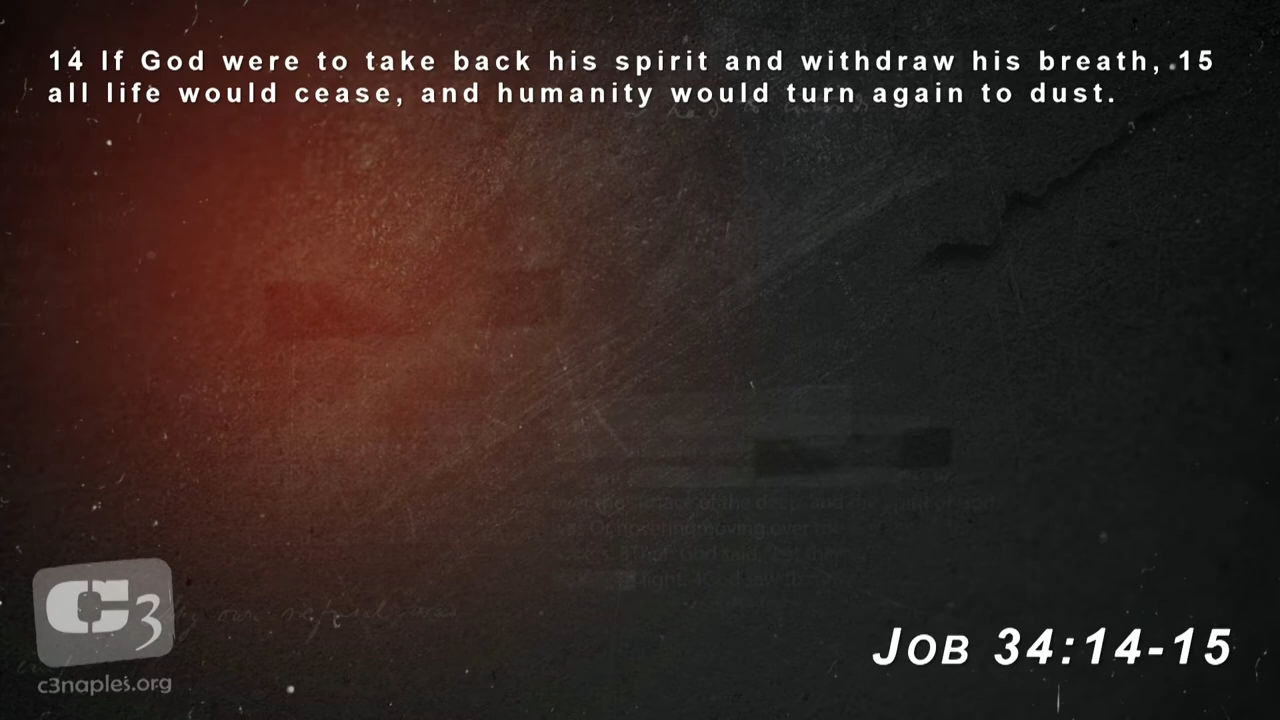 14 If God were to take back his spirit and withdraw his breath, 15
all life would cease, and humanity would turn again to dust.
C3
c3naples.org
JOB 34:14-15